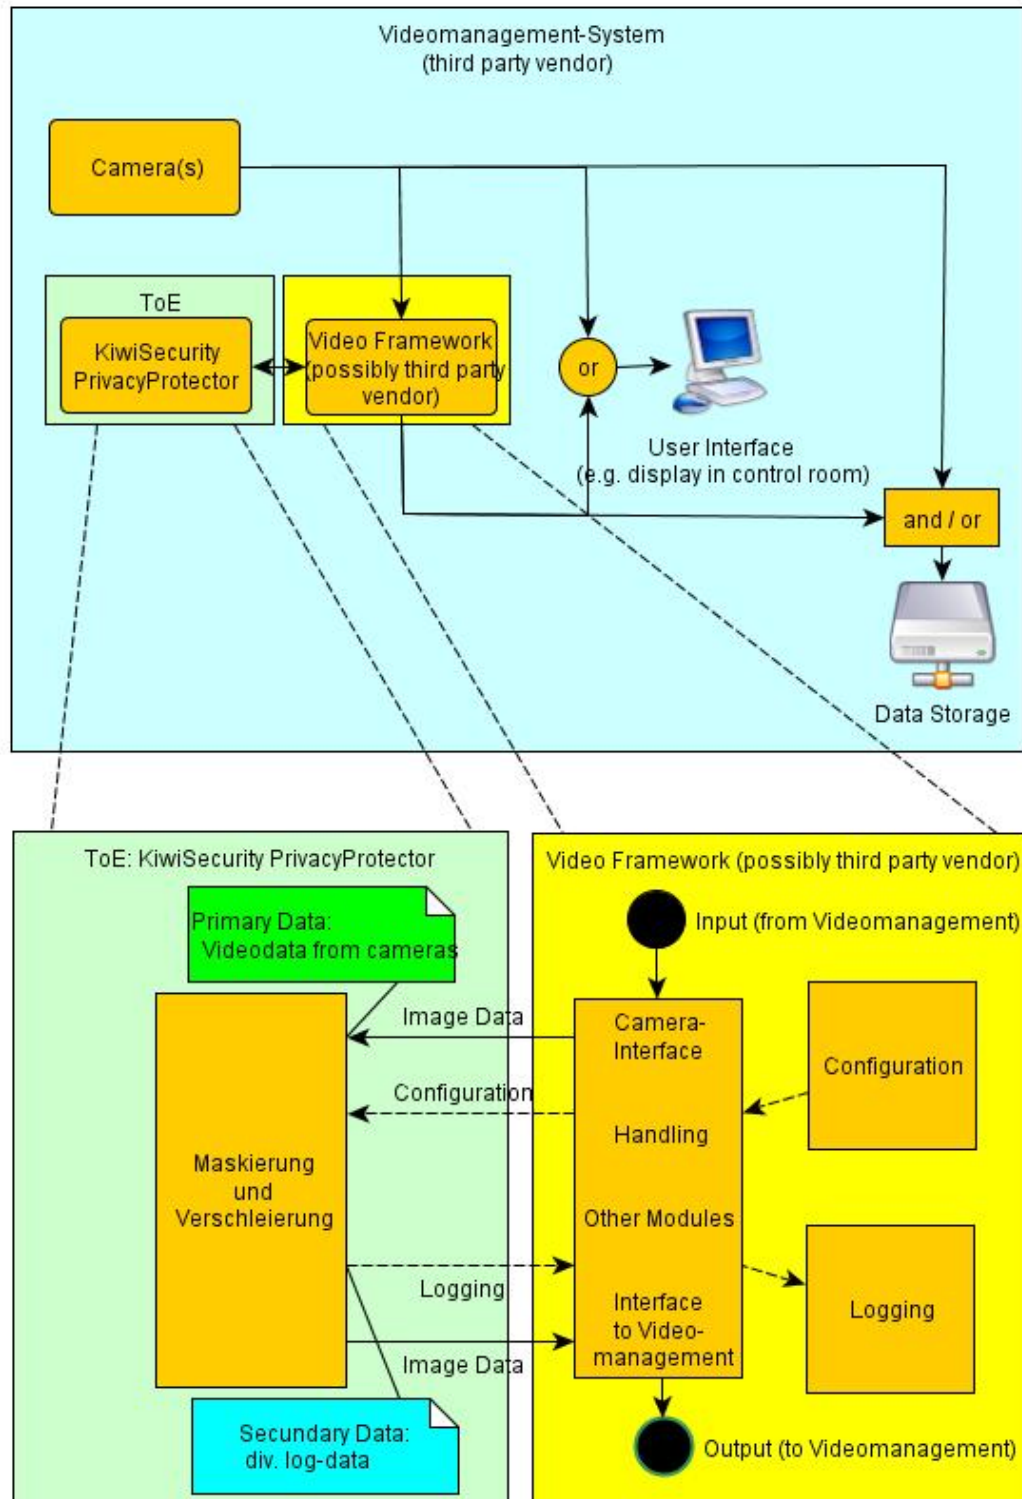 Videomanagement-System
(third party vendor)
Camera(s)
ToE
KiwiSecurity
PrivacyProtector
Video Framework
(possibly third party
vendor)
or
User Interface
(e.g. display in control room)
and / or
Data Storage
ToE: KiwiSecurity PrivacyProtector
Primary Data:
Videodata from cameras
Image Data
Configuration
Maskierung
und
Verschleierung
Logging
Image Data
Secundary Data:
div. log-data
Video Framework (possibly third party vendor)
Input (from Videomanagement)
Camera-
Interface
Handling
Other Modules
Interface
to Video-
management
Configuration
Logging
Output (to Videomanagement)